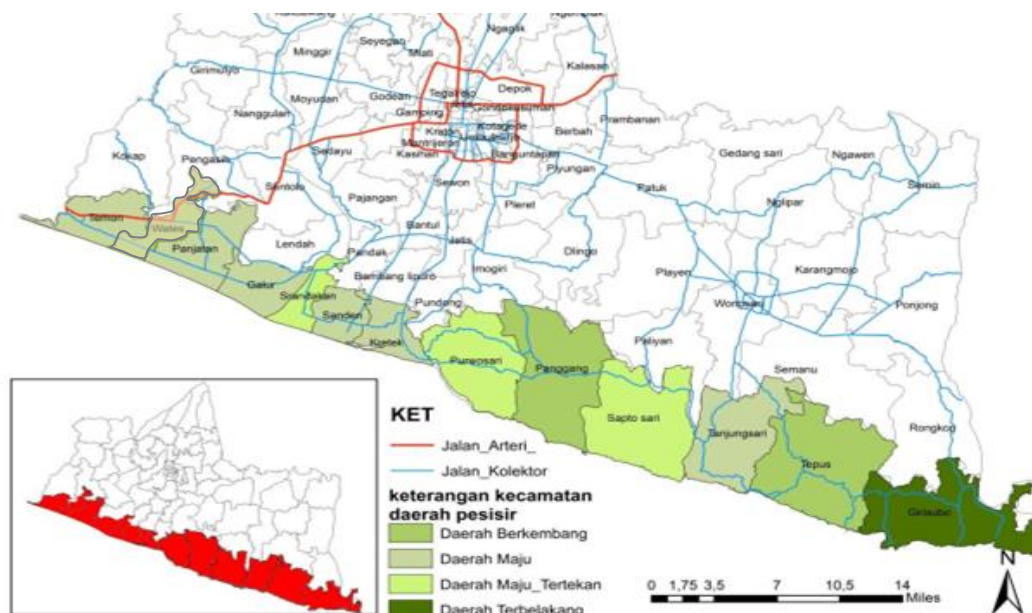 Ngaglik
Seyegan
Mlati
Minggir
Kalasan
Girimulyo
Depok
Godean
Moyudan
Gamping
Prambanan
Nanggulan
Kraton
Kotagede
Berbah
Mantrijeron
Kasihan
Banguntapan
Gedang sari
Ngawen
Kokap
Pengasih
Sedayu
Piyungan
Semin
Sentolo
Sewon
Patuk
Nglipar
Pajangan
Pleret
Temon
Wates
Bantul
Panjatan
Lendah
Jetis
Dlingo
Pandak
Imogiri
Playen
Karangmojo
Bambang lipuro
Galur
Srandakan
Pundong
Wonosari
Ponjong
Sanden
Kretek
Paliyan
Purwosari
Panggang
Semanu
Sapto sari
Tanjungsari
Rongkop
Tepus
Girisubo
KET
Jalan_Arteri_
Jalan_Kolektor
keterangan kecamatan
daerah pesisir
Daerah Berkembang
Daerah Maju
Daerah Maju_Tertekan
Daerah Terbelakang
0 1,75 3,5 7 10,5 14
Miles
N